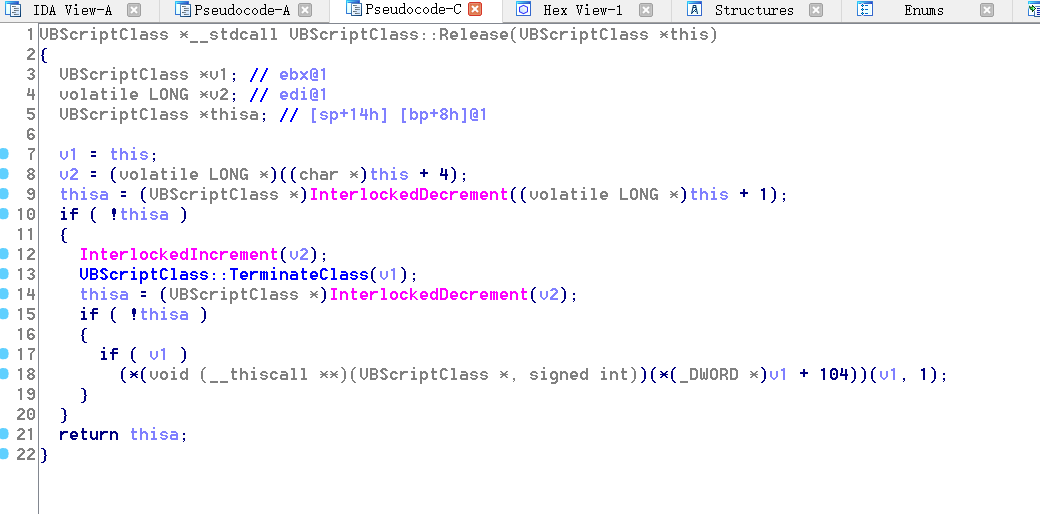 IDA View-A Pseudocode-A Pseudocode-C Hex View-1 Structures Enums
1 VBScriptClass *__stdcall VBScriptClass::Release(VBScriptClass *this)
2 {
3 VBScriptClass *v1; // ebx@1
4 volatile LONG *v2; // edi@1
5 VBScriptClass *thisa; // [sp+14h] [bp+8h]@1
6
7 v1 = this;
8 v2 = (volatile LONG *)((char *)this + 4);
9 thisa = (VBScriptClass *)InterlockedDecrement((volatile LONG *)this + 1);
10 if ( !thisa )
11 {
12 InterlockedIncrement(v2);
13 VBScriptClass::TerminateClass(v1);
14 thisa = (VBScriptClass *)InterlockedDecrement(v2);
15 if ( !thisa )
16 {
17 if ( v1 )
18 (*(void (__thiscall **)(VBScriptClass *, signed int))(*(_DWORD *)v1 + 104))(v1, 1);
19 }
20 }
21 return thisa;
22 }